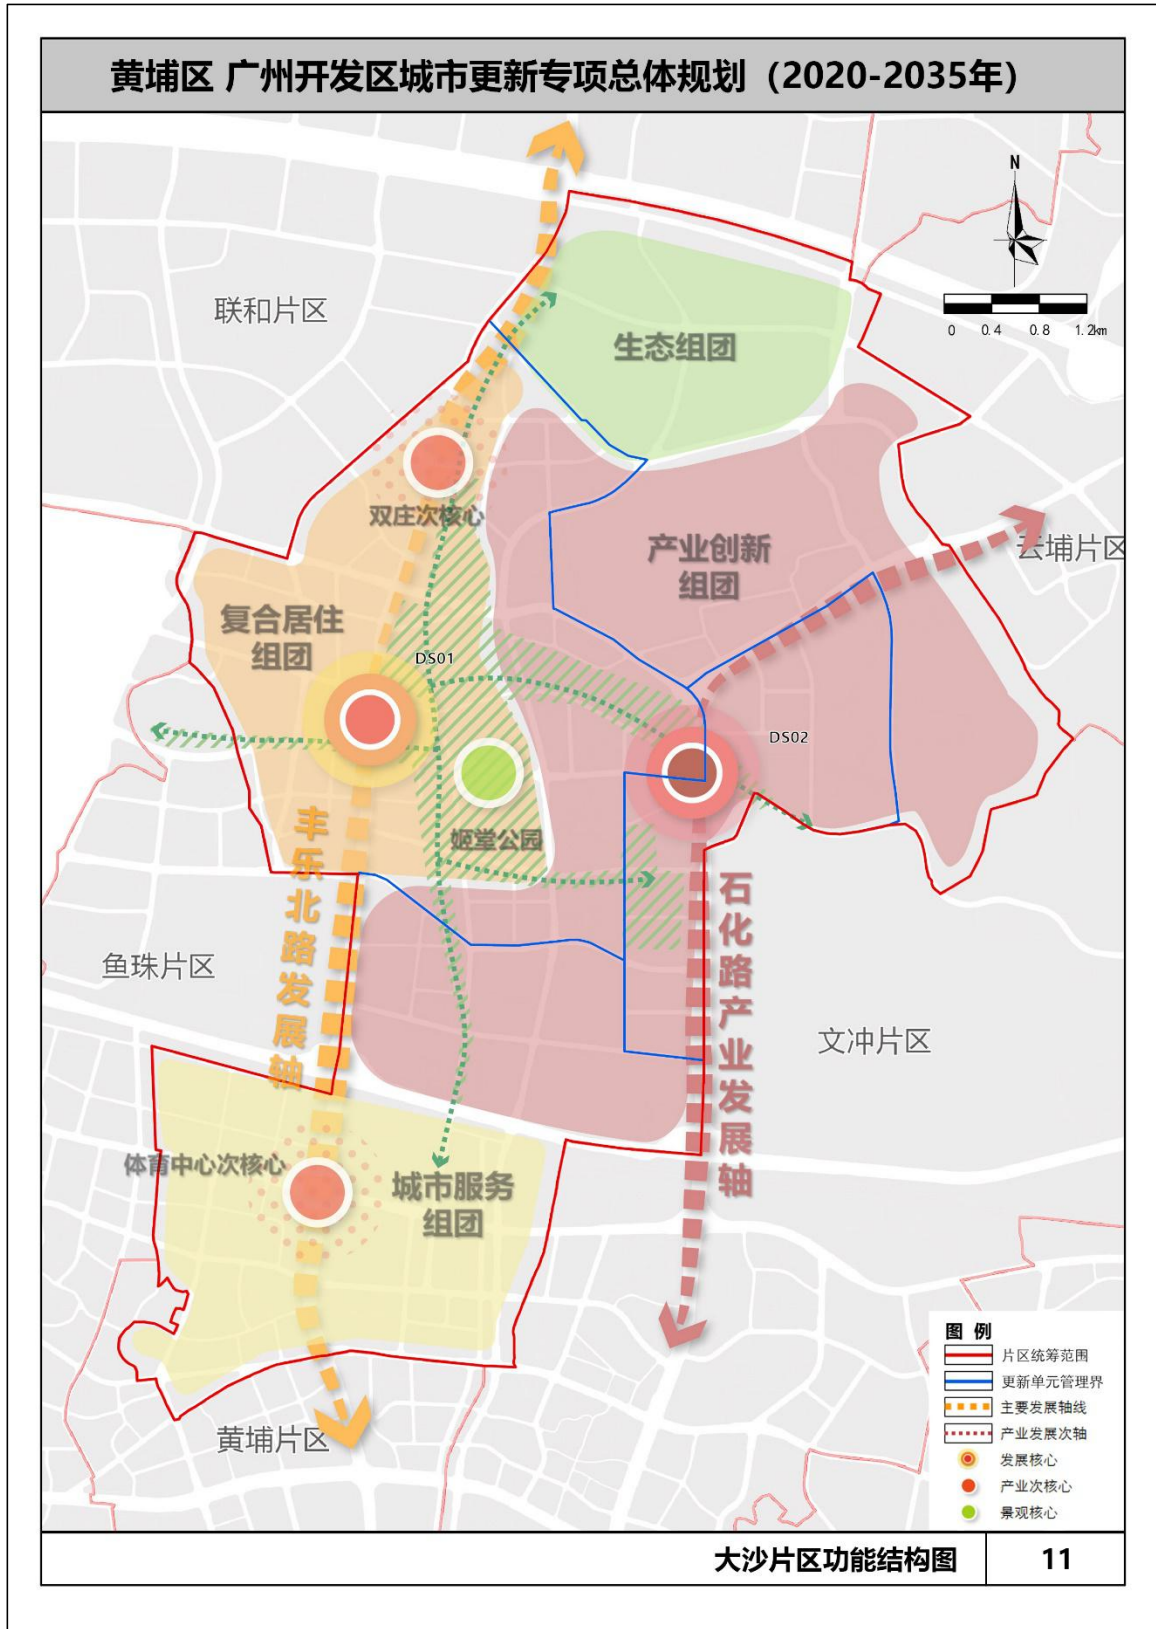 黄埔区 广州开发区城市更新专项总体规划（2020-2035年）
N
0 0.4 0.8 1.2km
联和片区
生态组团
双庄次核心
产业创新
组团
云埔片区
复合居住
组团
DS01
DS02
姬堂公园
丰乐北路发展轴
石化路产业发展轴
鱼珠片区
文冲片区
体育中心次核心
城市服务
组团
黄埔片区
图 例
片区统筹范围
更新单元管理界
主要发展轴线
产业发展次轴
发展核心
产业次核心
景观核心
大沙片区功能结构图
11